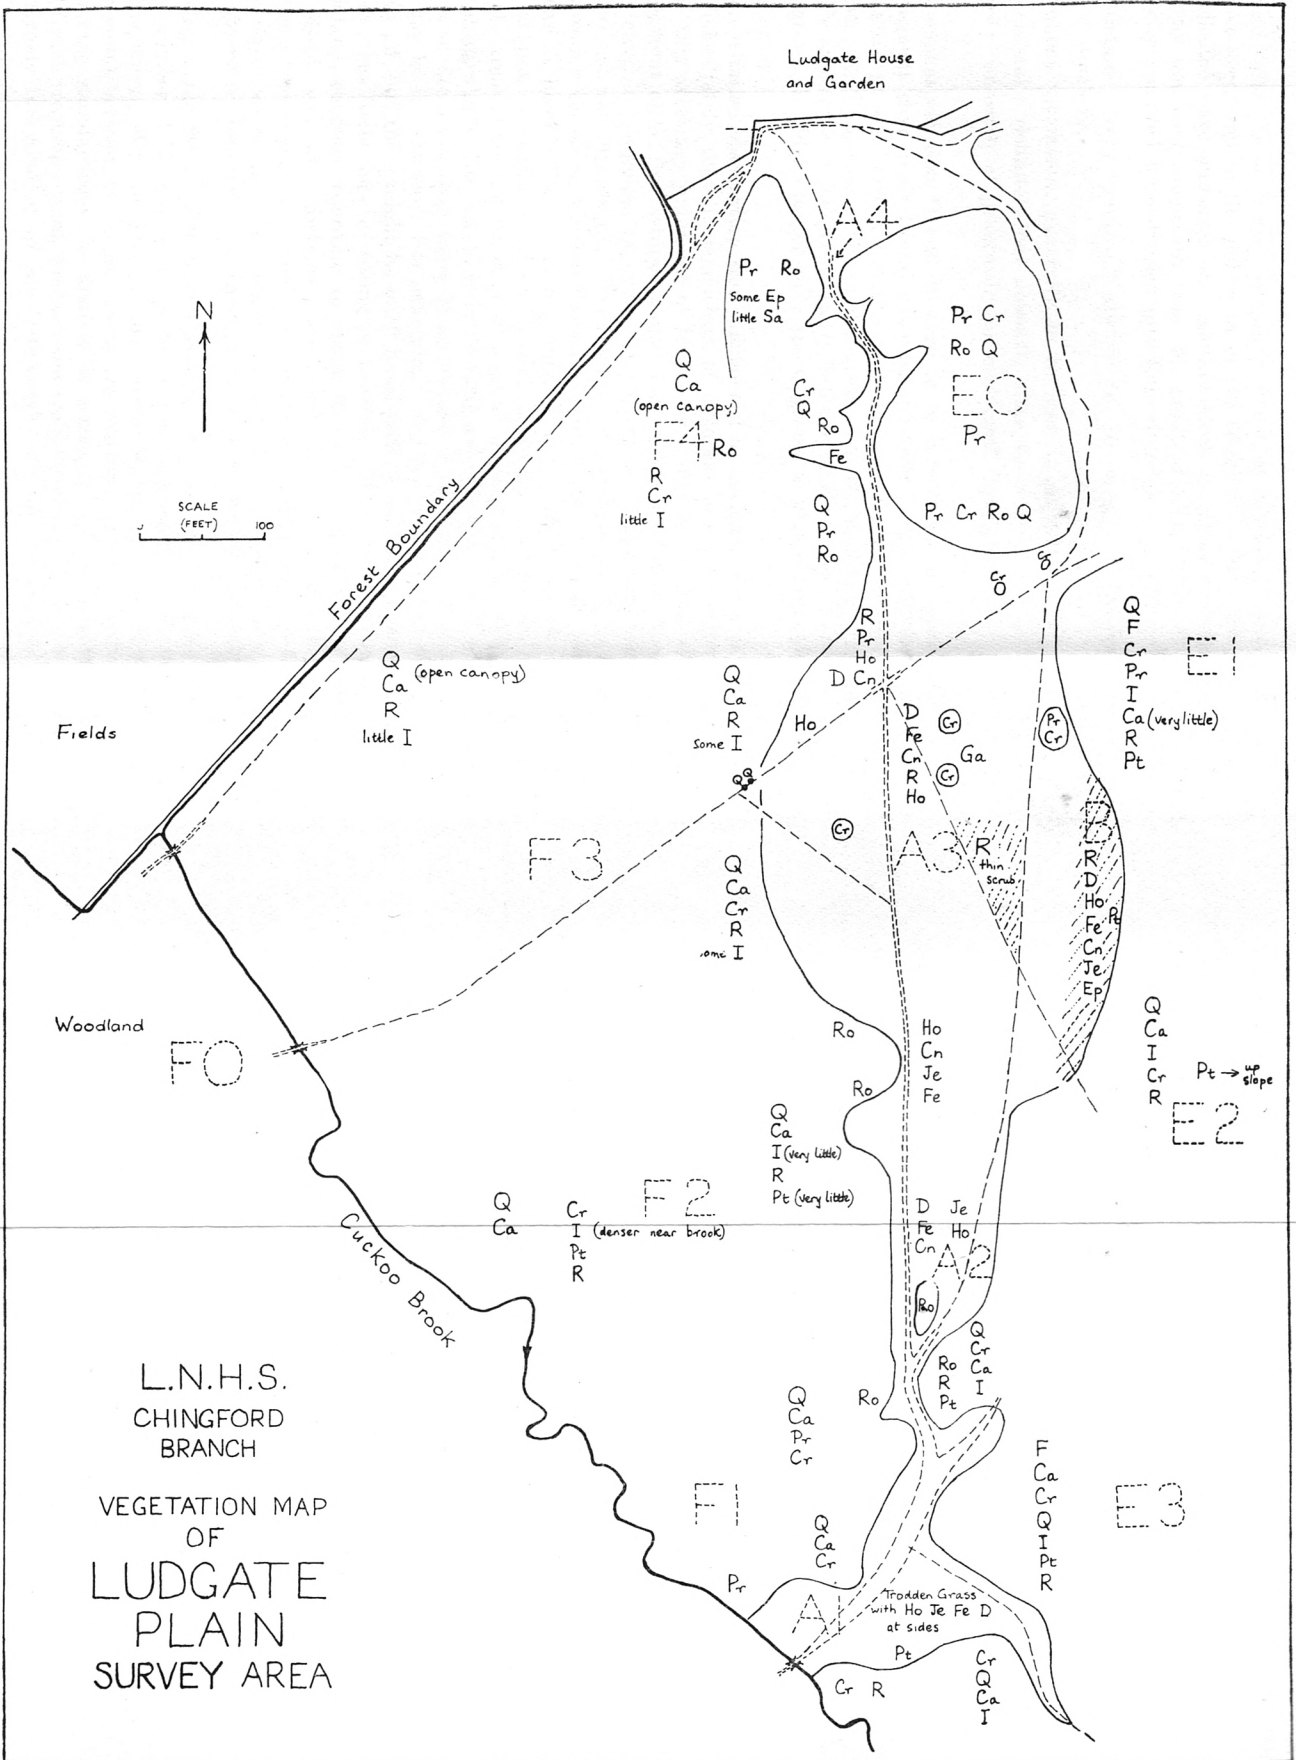 Ludgate House
and Garden
A4
N
Pr Ro
Some Ep
little Sa
Pr Cr
Ro Q
E0
Pr
Q
Ca
(open canopy)
F4 Ro
R
Cr
little I
Cr
Q
Ro
Fe
SCALE
(FEET) 100
Forest Boundary
Q
Pr
Ro
Pr Cr Ro Q
Cr
Cr
R
Pr
Ho
D Cn
Q
F
Cr
Pr
I
Ca (very little)
R
Pt
E1
Q
Ca (open canopy)
R
little I
Q
Ca
R
some I
Ho
D
Fe
Cn
R
Ho
Cr
Ga
Cr
Pr
Cr
Fields
Q Q
Cr
F3
A3
R
thin
scrub
B
R
D
Ho
Fe Pt
Cn
Je
Ep
Q
Ca
Cr
R
some I
Woodland
F0
Ro
Ho
Cn
Je
Fe
Ro
Q
Ca
I
Cr
R
Pt → up
slope
E2
Q
Ca
I (very little)
R
Pt (very little)
F2
Q
Ca
Cr
I (denser near brook)
Pt
R
D Je
Fe Ho
Cn
A2
Cuckoo Brook
Ro
Q
Cr
Ca
I
Ro
R
Pt
L.N.H.S.
CHINGFORD
BRANCH
Q
Ca
Pr
Cr
Ro
F
Ca
Cr
Q
I
Pt
R
E3
VEGETATION MAP
OF
LUDGATE
PLAIN
SURVEY AREA
F1
Q
Ca
Cr
Pr
A1
Trodden Grass
with Ho Je Fe D
at sides
Pt
Cr R
Cr
Q
Ca
I